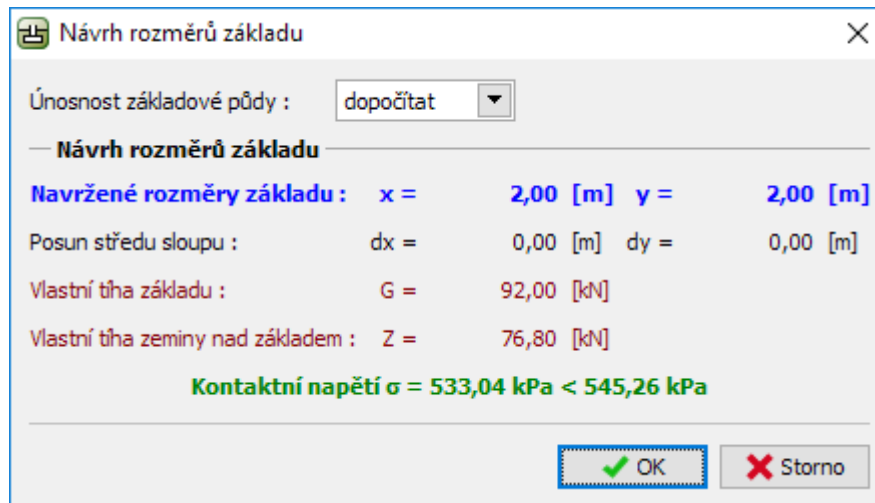 Návrh rozměrů základu
Únosnost základové půdy : dopočítat
Návrh rozměrů základu
Navržené rozměry základu : x = 2,00 [m] y = 2,00 [m]
Posun středu sloupu : dx = 0,00 [m] dy = 0,00 [m]
Vlastní tíha základu : G = 92,00 [kN]
Vlastní tíha zeminy nad základem : Z = 76,80 [kN]
Kontaktní napětí σ = 533,04 kPa < 545,26 kPa
OK Storno